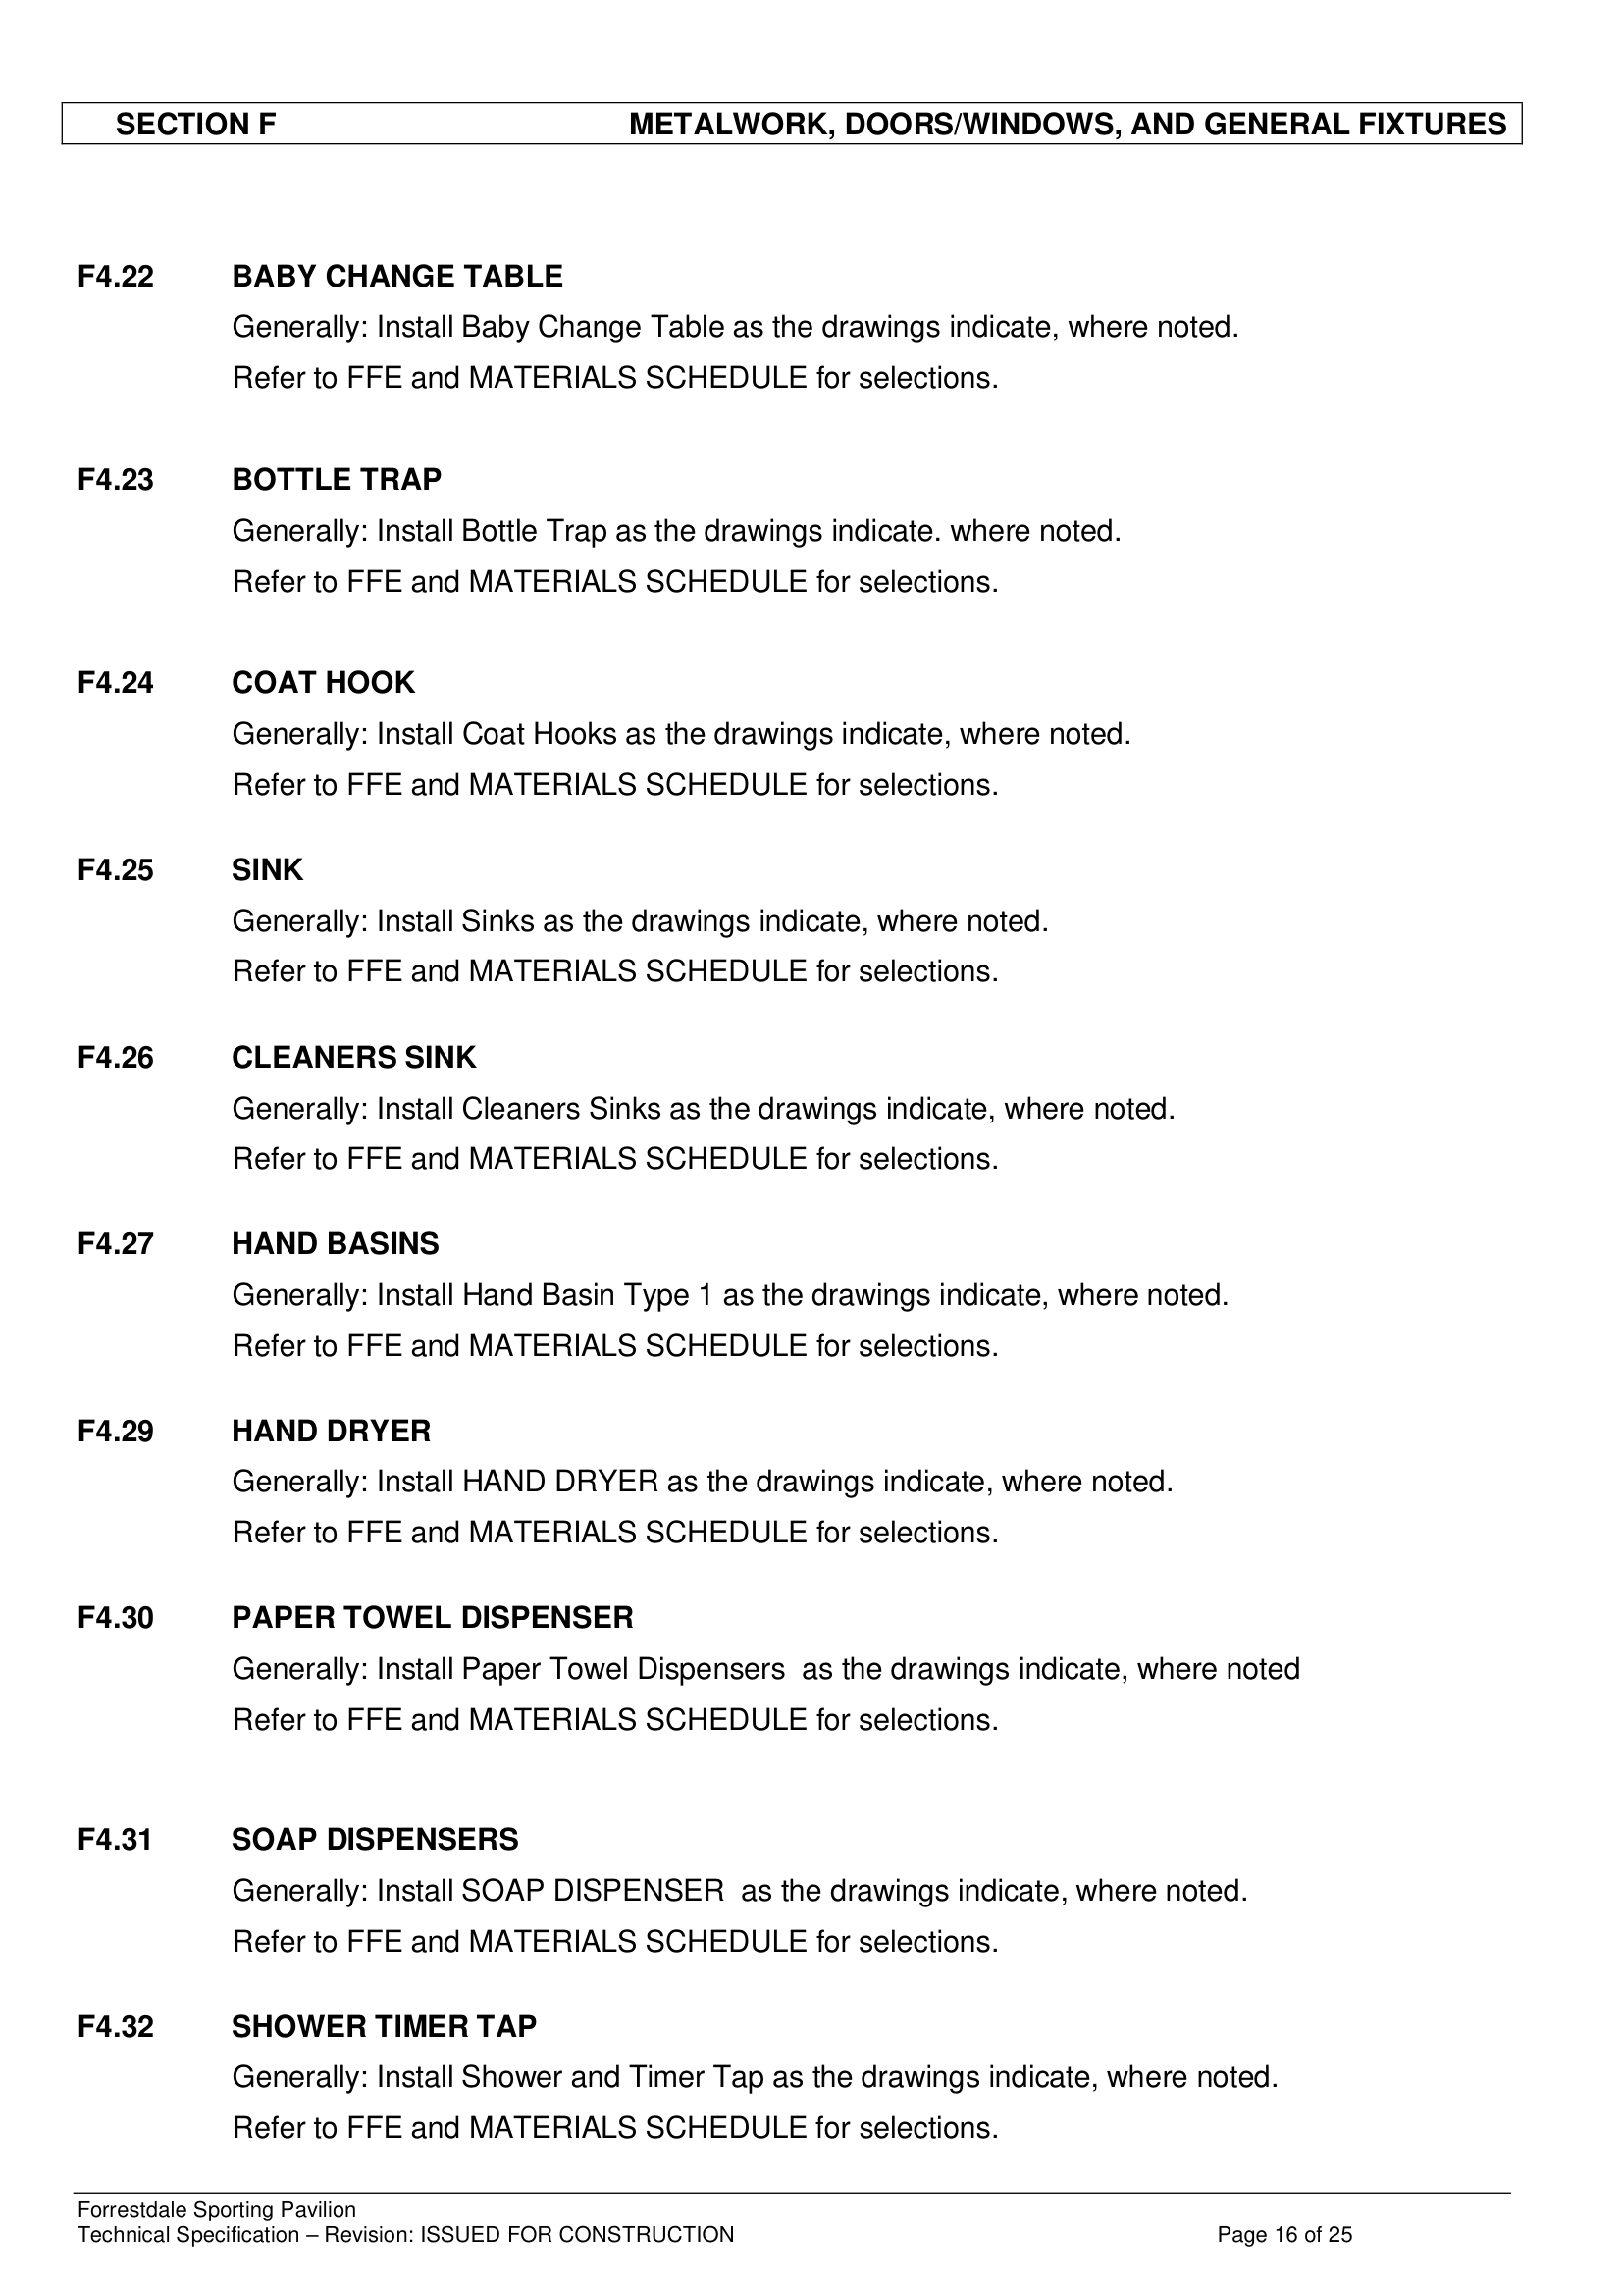 SECTION F METALWORK, DOORS/WINDOWS, AND GENERAL FIXTURES
F4.22 BABY CHANGE TABLE
Generally: Install Baby Change Table as the drawings indicate, where noted.
Refer to FFE and MATERIALS SCHEDULE for selections.
F4.23 BOTTLE TRAP
Generally: Install Bottle Trap as the drawings indicate. where noted.
Refer to FFE and MATERIALS SCHEDULE for selections.
F4.24 COAT HOOK
Generally: Install Coat Hooks as the drawings indicate, where noted.
Refer to FFE and MATERIALS SCHEDULE for selections.
F4.25 SINK
Generally: Install Sinks as the drawings indicate, where noted.
Refer to FFE and MATERIALS SCHEDULE for selections.
F4.26 CLEANERS SINK
Generally: Install Cleaners Sinks as the drawings indicate, where noted.
Refer to FFE and MATERIALS SCHEDULE for selections.
F4.27 HAND BASINS
Generally: Install Hand Basin Type 1 as the drawings indicate, where noted.
Refer to FFE and MATERIALS SCHEDULE for selections.
F4.29 HAND DRYER
Generally: Install HAND DRYER as the drawings indicate, where noted.
Refer to FFE and MATERIALS SCHEDULE for selections.
F4.30 PAPER TOWEL DISPENSER
Generally: Install Paper Towel Dispensers  as the drawings indicate, where noted
Refer to FFE and MATERIALS SCHEDULE for selections.
F4.31 SOAP DISPENSERS
Generally: Install SOAP DISPENSER  as the drawings indicate, where noted.
Refer to FFE and MATERIALS SCHEDULE for selections.
F4.32 SHOWER TIMER TAP
Generally: Install Shower and Timer Tap as the drawings indicate, where noted.
Refer to FFE and MATERIALS SCHEDULE for selections.
Forrestdale Sporting Pavilion
Technical Specification – Revision: ISSUED FOR CONSTRUCTION Page 16 of 25